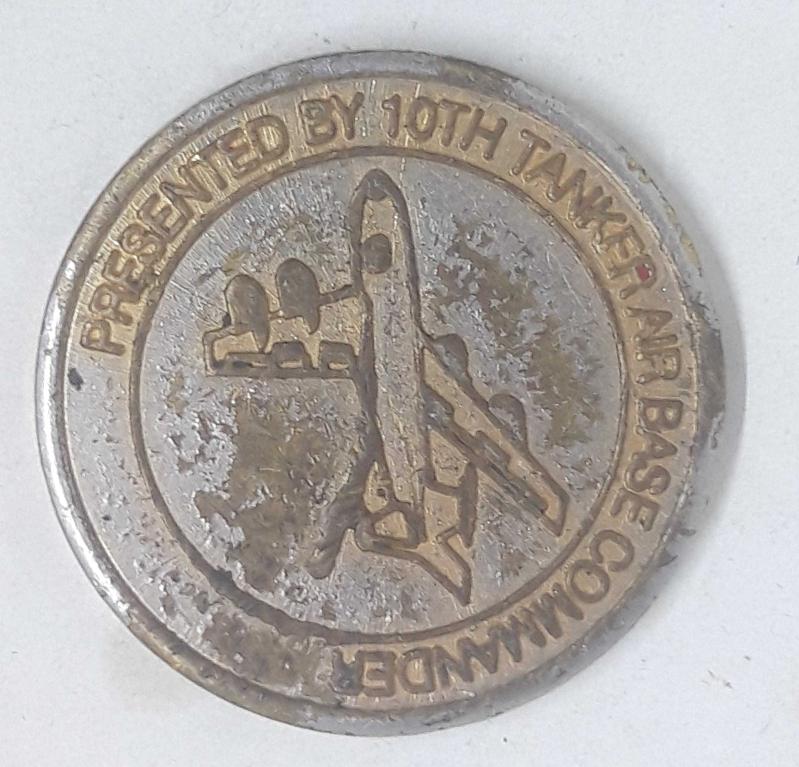 PRESENTED BY 10TH TANKER AIR BASE COMMANDER